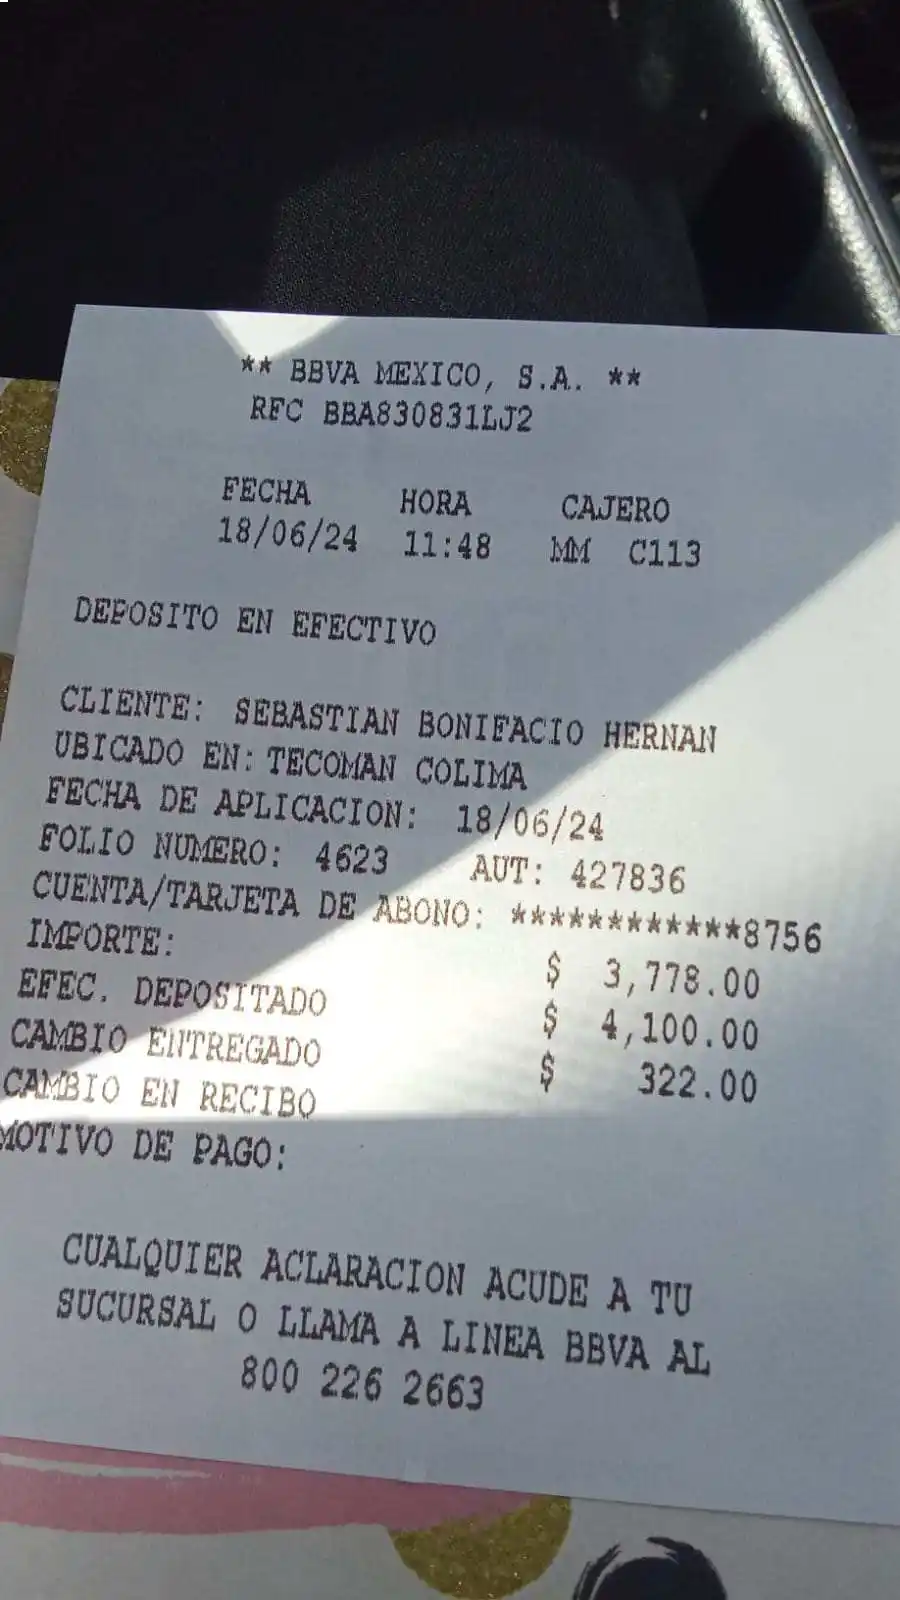 ** BBVA MEXICO, S.A. **
RFC BBA830831LJ2
FECHA HORA CAJERO
18/06/24 11:48 MM C113
DEPOSITO EN EFECTIVO
CLIENTE: SEBASTIAN BONIFACIO HERNAN
UBICADO EN: TECOMAN COLIMA
FECHA DE APLICACION: 18/06/24
FOLIO NUMERO: 4623 AUT: 427836
CUENTA/TARJETA DE ABONO: ************8756
IMPORTE: $ 3,778.00
EFEC. DEPOSITADO $ 4,100.00
CAMBIO ENTREGADO $ 322.00
CAMBIO EN RECIBO
MOTIVO DE PAGO:
CUALQUIER ACLARACION ACUDE A TU
SUCURSAL O LLAMA A LINEA BBVA AL
800 226 2663